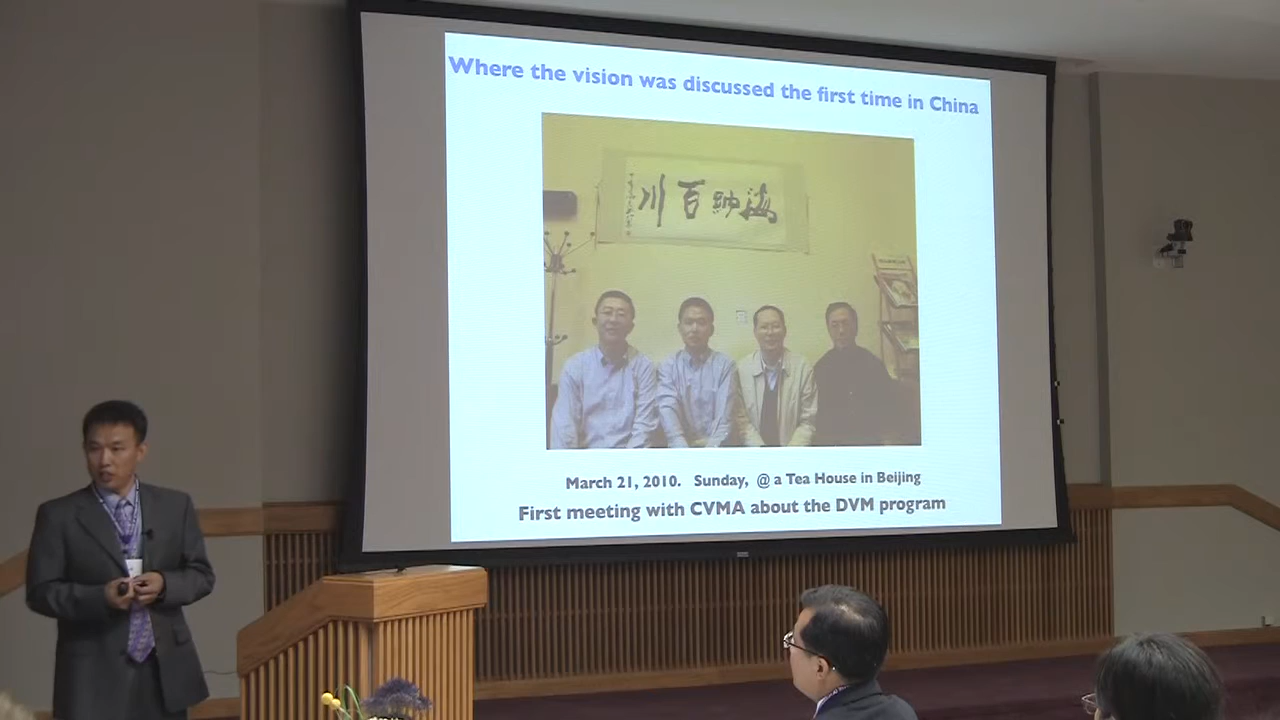 Where the vision was discussed the first time in China
海納百川
March 21, 2010. Sunday, @ a Tea House in Beijing
First meeting with CVMA about the DVM program